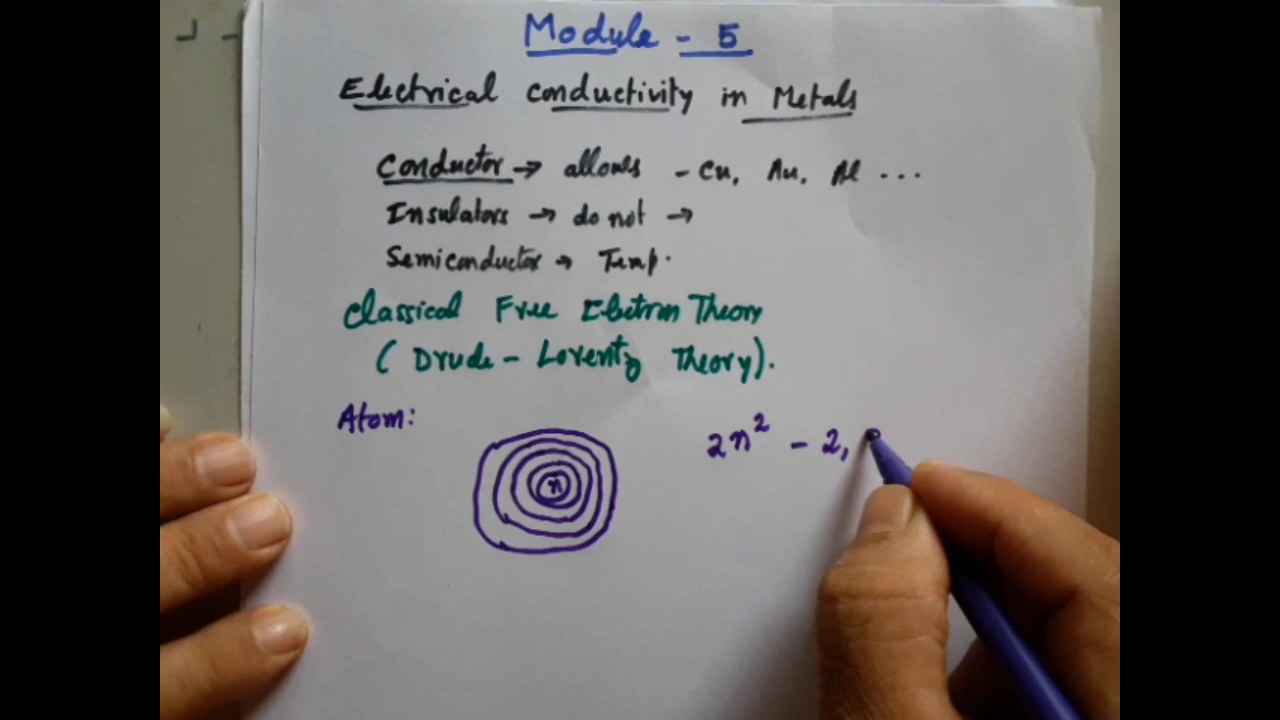 Module - 5
Electrical conductivity in Metals
Conductor → allows - Cu, Au, Al ...
Insulators → do not →
Semiconductor → Temp.
Classical Free Electron Theory
( Drude - Lorentz Theory).
Atom:
n
2n² - 2,